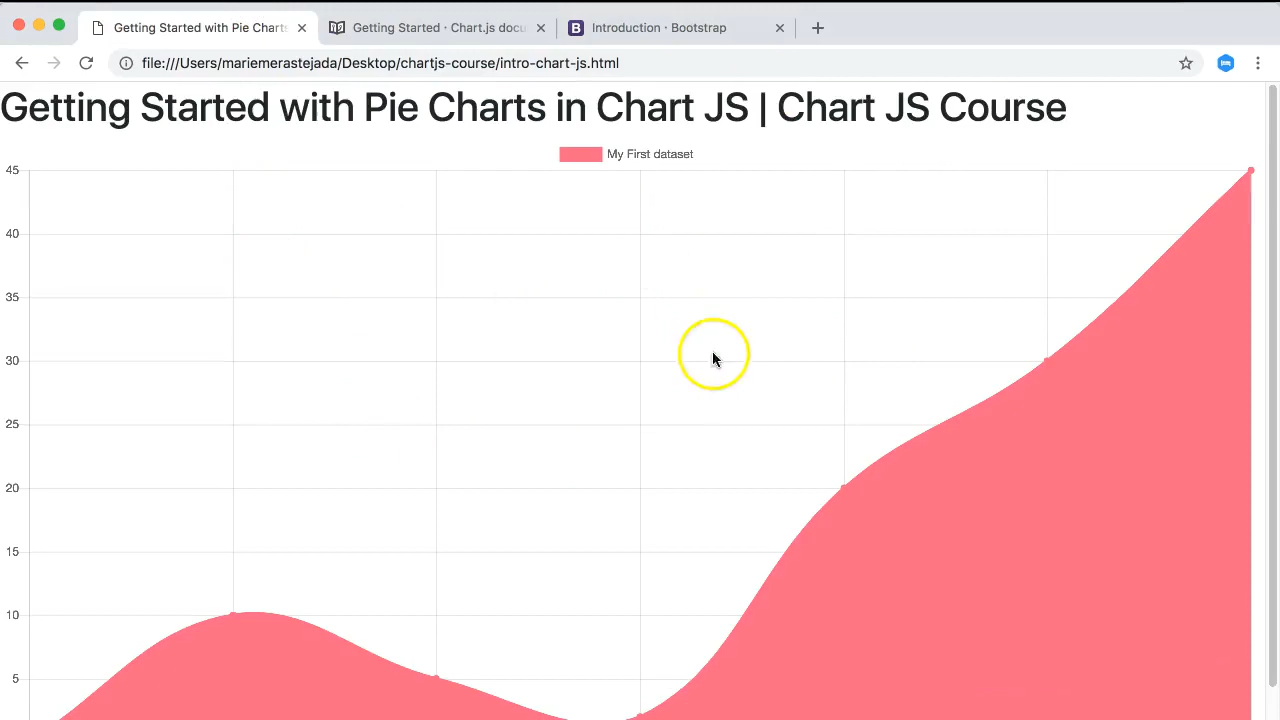 Getting Started with Pie Charts
Getting Started · Chart.js docu
Introduction · Bootstrap
file:///Users/mariemerastejada/Desktop/chartjs-course/intro-chart-js.html
Getting Started with Pie Charts in Chart JS | Chart JS Course
My First dataset
45
40
35
30
25
20
15
10
5